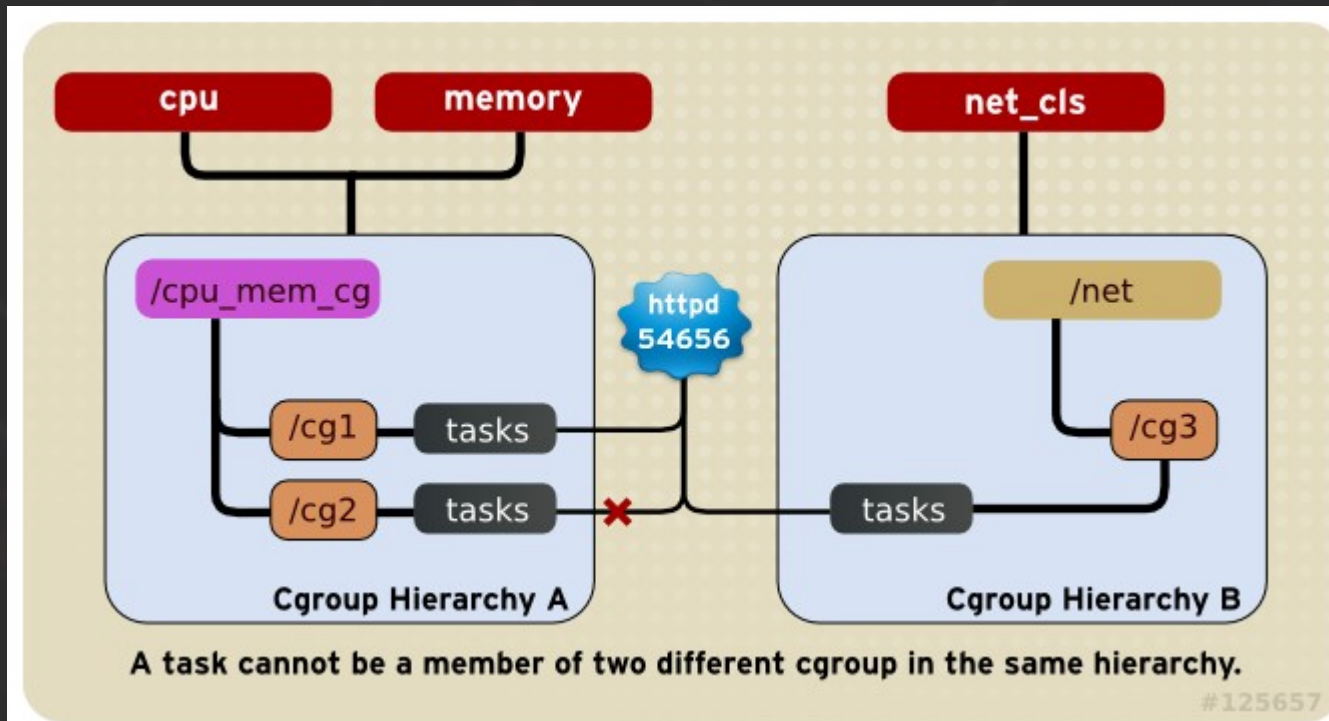 cpu
memory
net_cls
/cpu_mem_cg
httpd
54656
/net
/cg1
tasks
/cg3
/cg2
tasks
tasks
Cgroup Hierarchy A
Cgroup Hierarchy B
A task cannot be a member of two different cgroup in the same hierarchy.
#125657